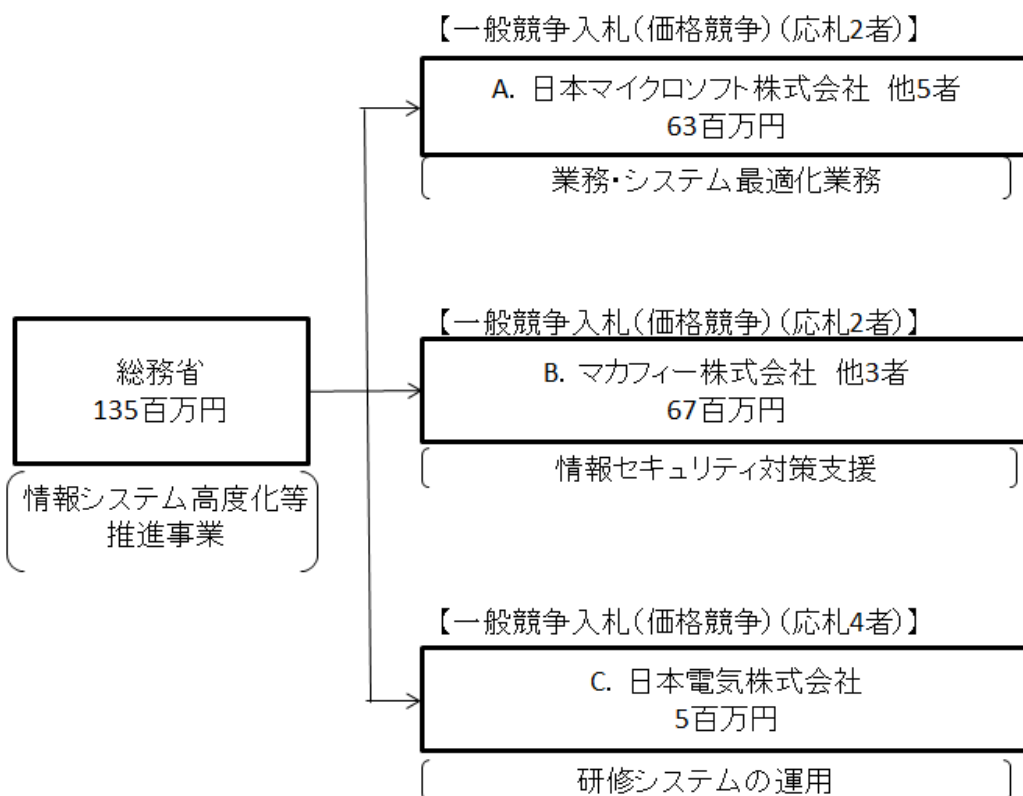 【一般競争入札(価格競争)(応札2者)】
A. 日本マイクロソフト株式会社 他5者
63百万円
業務・システム最適化業務
総務省
135百万円
情報システム高度化等
推進事業
【一般競争入札(価格競争)(応札2者)】
B. マカフィー株式会社 他3者
67百万円
情報セキュリティ対策支援
【一般競争入札(価格競争)(応札4者)】
C. 日本電気株式会社
5百万円
研修システムの運用